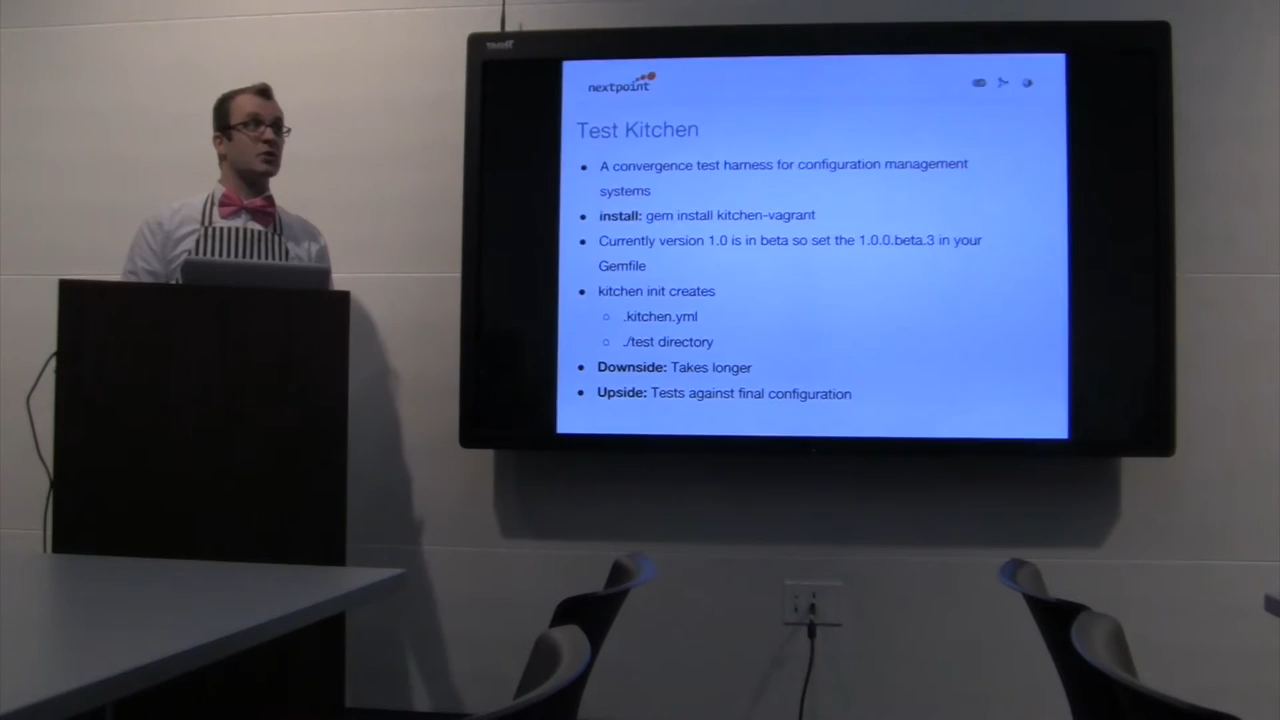 nextpoint
Test Kitchen
● A convergence test harness for configuration management
systems
● install: gem install kitchen-vagrant
● Currently version 1.0 is in beta so set the 1.0.0.beta.3 in your
Gemfile
● kitchen init creates
○ .kitchen.yml
○ ./test directory
● Downside: Takes longer
● Upside: Tests against final configuration